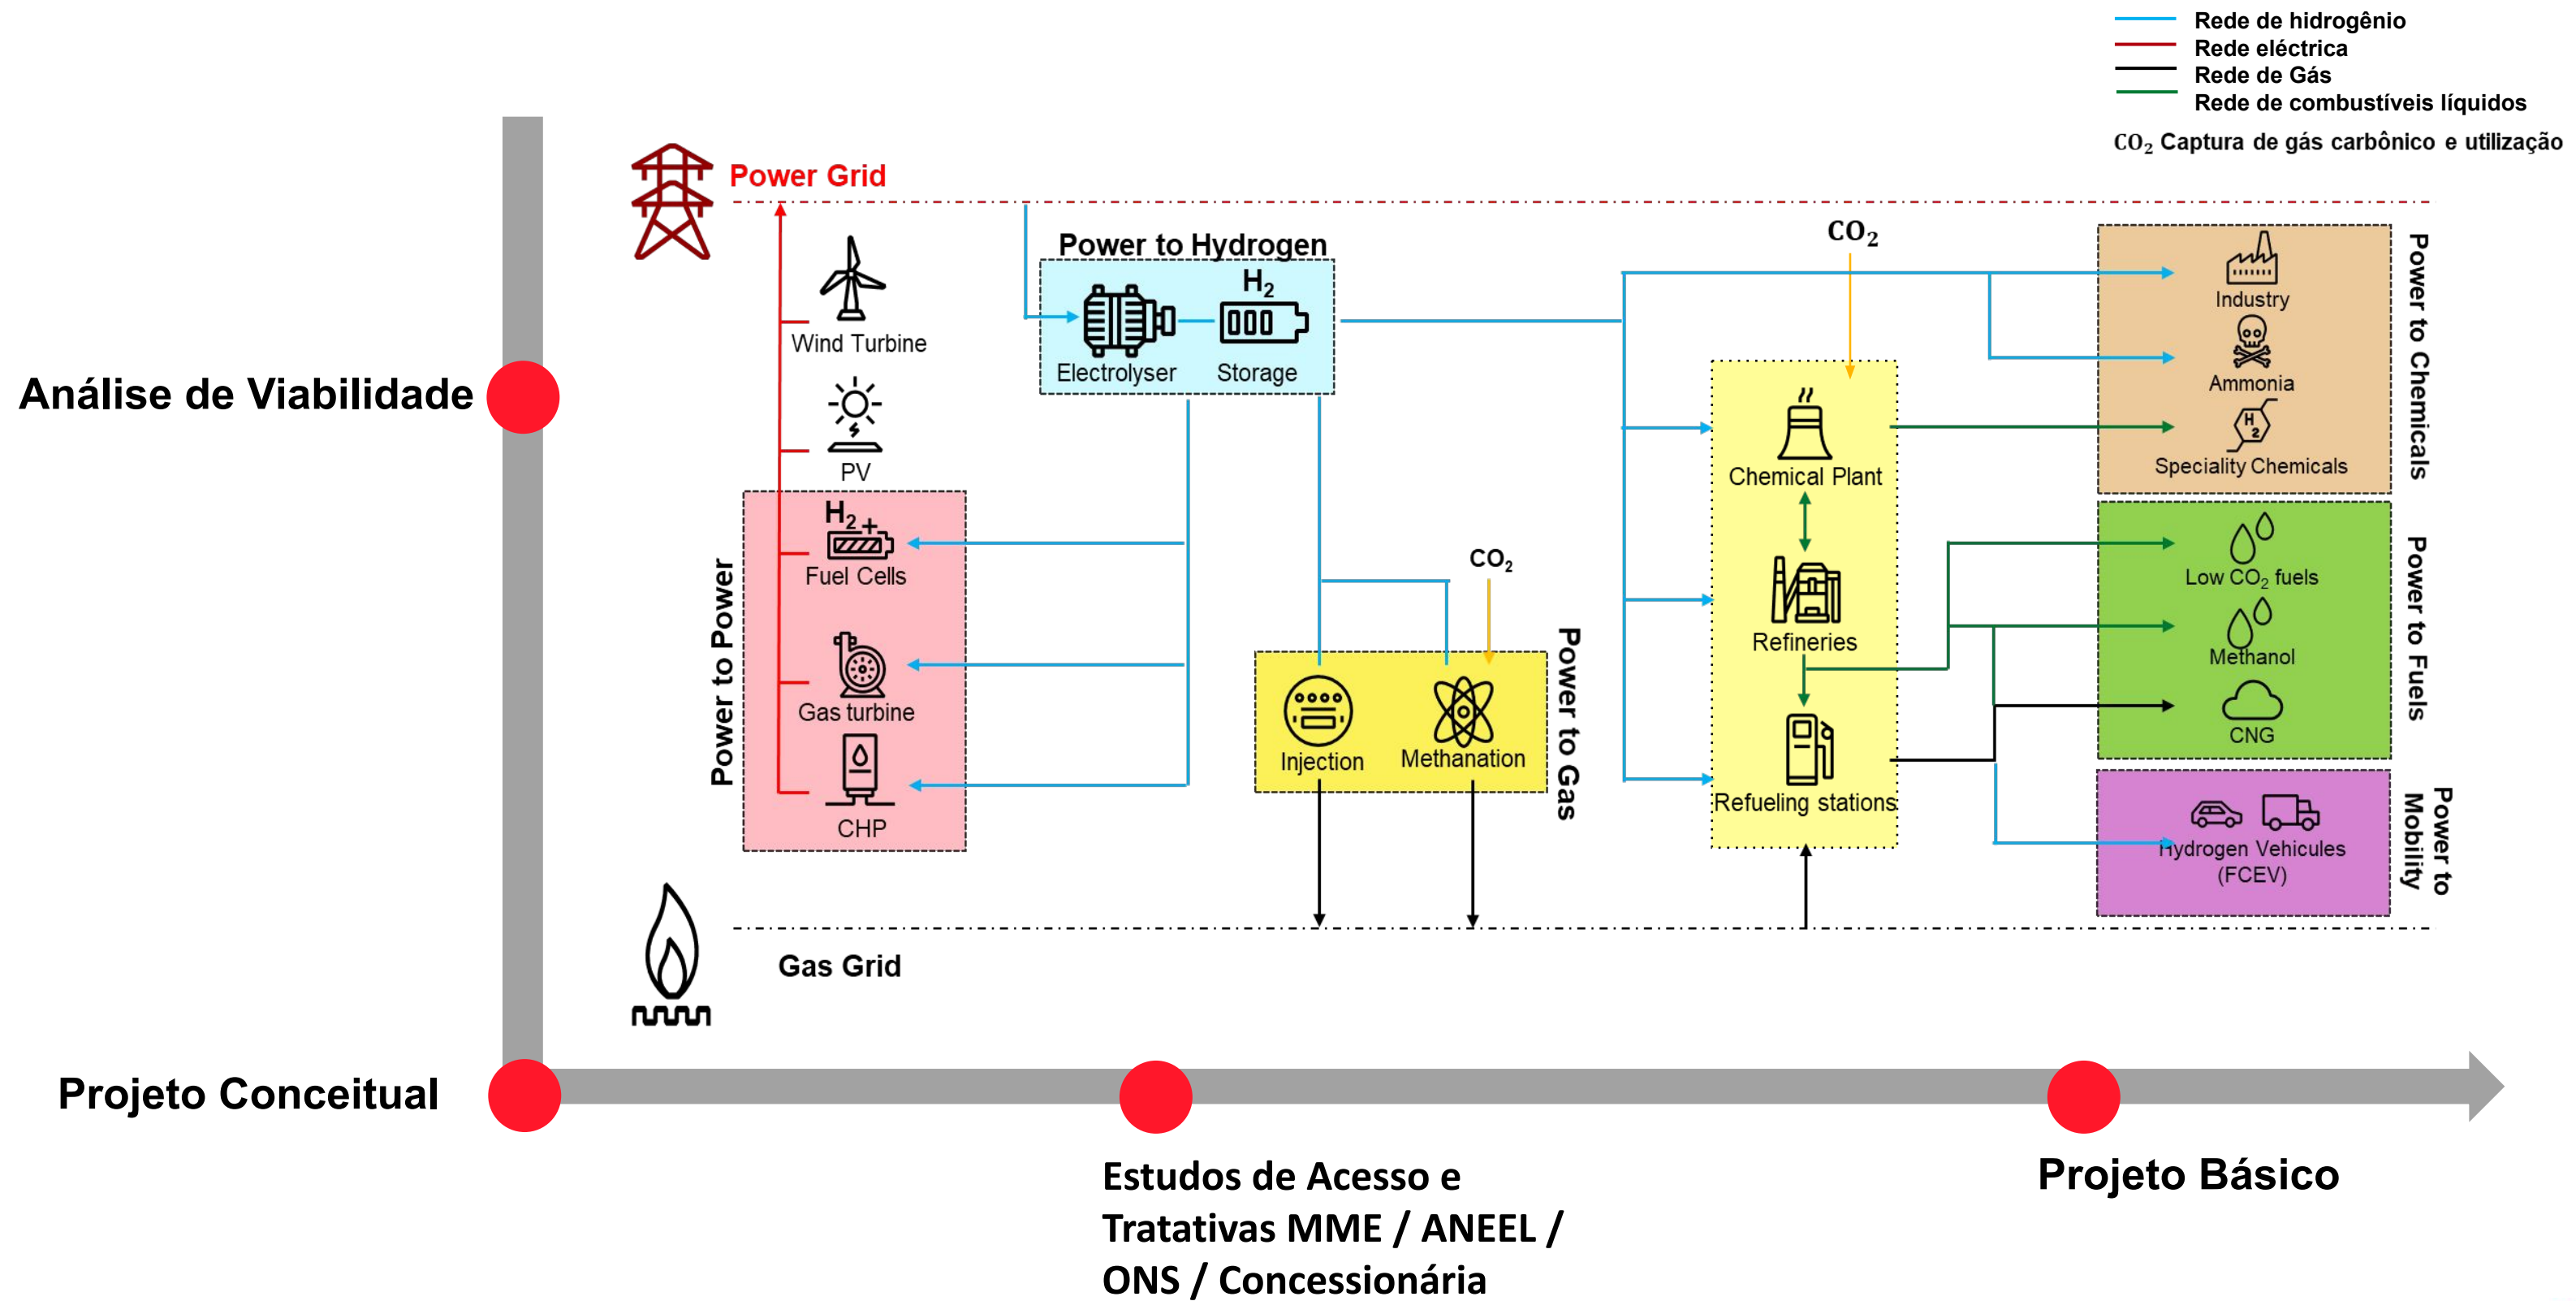 Rede de hidrogênio
Rede eléctrica
Rede de Gás
Rede de combustíveis líquidos
CO₂ Captura de gás carbônico e utilização
Power Grid
Power to Hydrogen
H₂
Electrolyser
Storage
Wind Turbine
PV
Power to Power
H₂
Fuel Cells
Gas turbine
CHP
CO₂
Injection
Methanation
Power to Gas
CO₂
Chemical Plant
Refineries
Refueling stations
Industry
Ammonia
H
2
Speciality Chemicals
Power to Chemicals
Low CO₂ fuels
Methanol
CNG
Power to Fuels
Hydrogen Vehicules
(FCEV)
Power to
Mobility
Gas Grid
Análise de Viabilidade
Projeto Conceitual
Estudos de Acesso e
Tratativas MME / ANEEL /
ONS / Concessionária
Projeto Básico